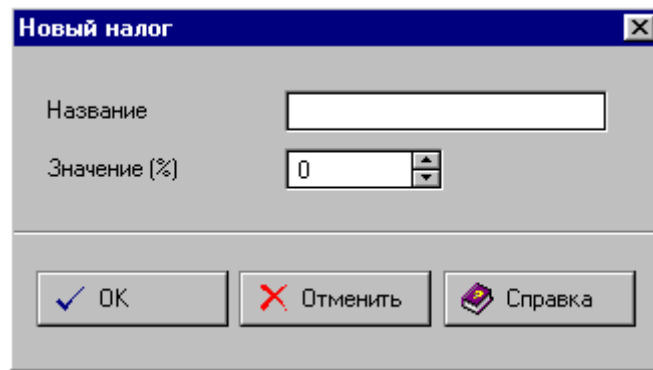 Новый налог
Название
Значение (%) 0
OK Отменить Справка